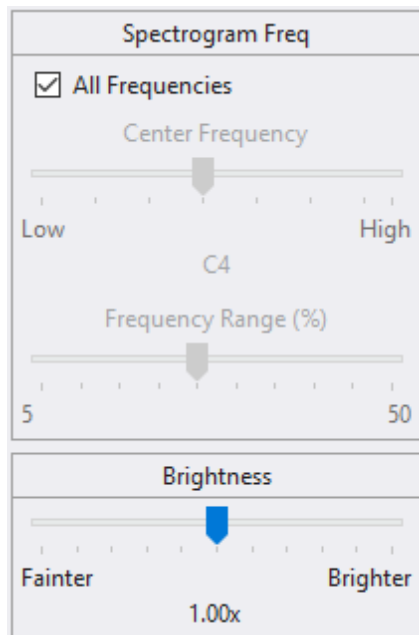 Spectrogram Freq
All Frequencies
Center Frequency
Low High
C4
Frequency Range (%)
5 50
Brightness
Fainter Brighter
1.00x